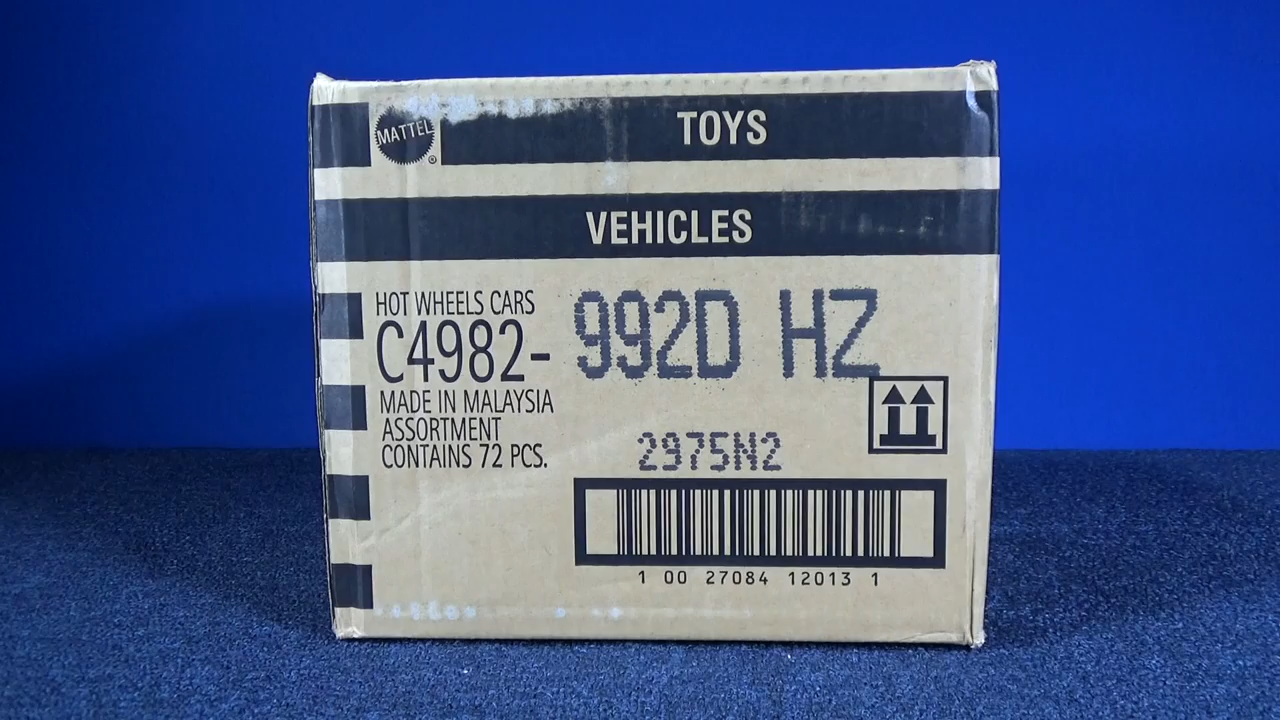 MATTEL
®
TOYS
VEHICLES
HOT WHEELS CARS
C4982- 992D HZ
MADE IN MALAYSIA
ASSORTMENT
CONTAINS 72 PCS.
2975N2
1 00 27084 12013 1